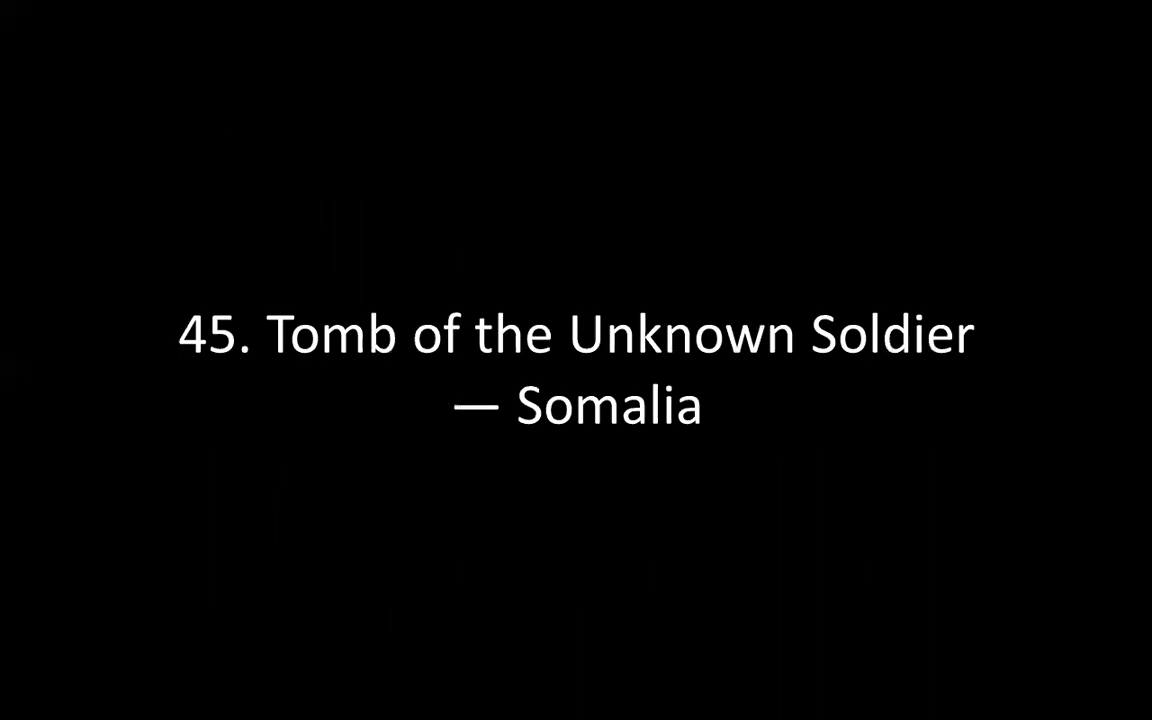 45. Tomb of the Unknown Soldier
— Somalia